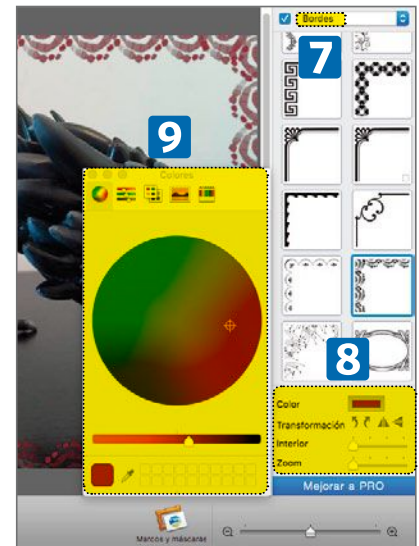 Bordes
7
9
Colores
8
Color
Transformación
Interior
Zoom
Mejorar a PRO
Marcos y máscaras